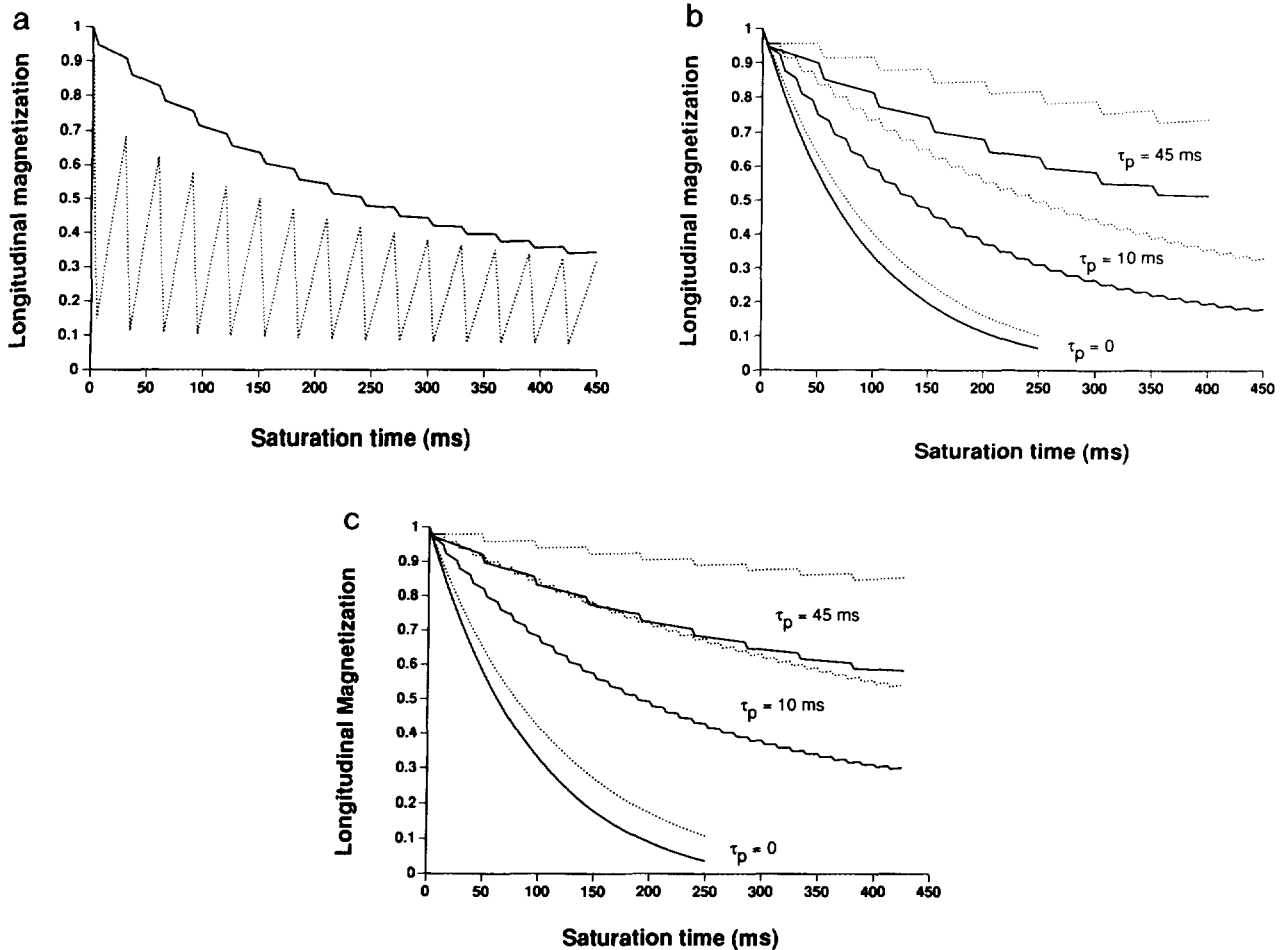 a
Longitudinal magnetization
1
0.9
0.8
0.7
0.6
0.5
0.4
0.3
0.2
0.1
0
0 50 100 150 200 250 300 350 400 450
Saturation time (ms)
b
Longitudinal magnetization
1
0.9
0.8
0.7
0.6
0.5
0.4
0.3
0.2
0.1
0
τp = 45 ms
τp = 10 ms
τp = 0
0 50 100 150 200 250 300 350 400 450
Saturation time (ms)
c
Longitudinal Magnetization
1
0.9
0.8
0.7
0.6
0.5
0.4
0.3
0.2
0.1
0
τp = 45 ms
τp = 10 ms
τp = 0
0 50 100 150 200 250 300 350 400 450
Saturation time (ms)